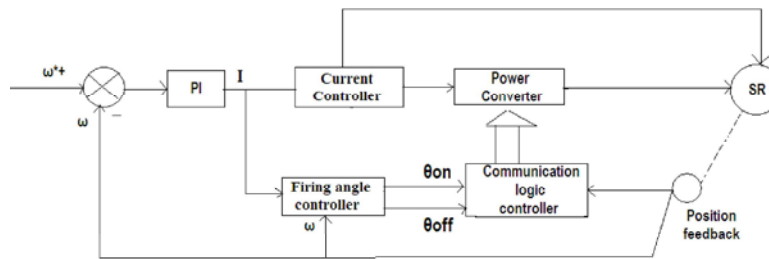 ω*+
ω
_
PI
I
Current
Controller
Power
Converter
SR
Firing angle
controller
ω
θon
θoff
Communication
logic
controller
Position
feedback